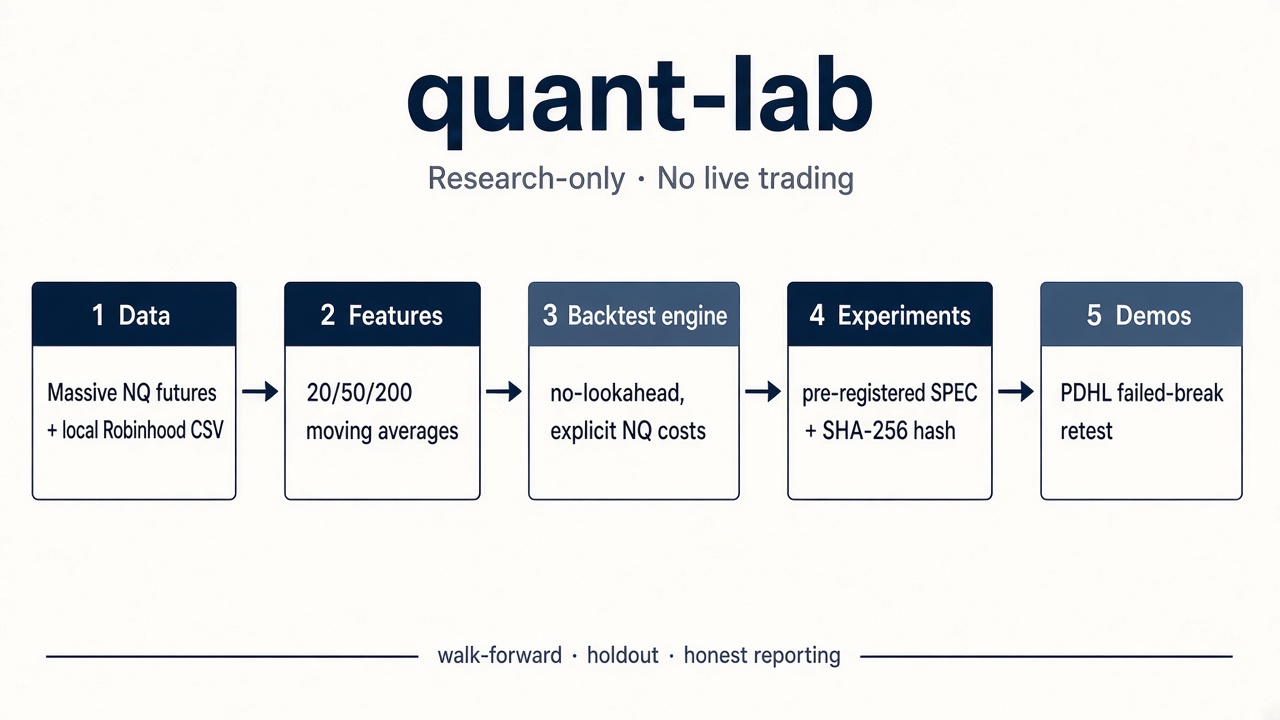 quant-lab
Research-only · No live trading
1 Data
Massive NQ futures
+ local Robinhood CSV
2 Features
20/50/200
moving averages
3 Backtest engine
no-lookahead,
explicit NQ costs
4 Experiments
pre-registered SPEC
+ SHA-256 hash
5 Demos
PDHL failed-break
retest
walk-forward · holdout · honest reporting